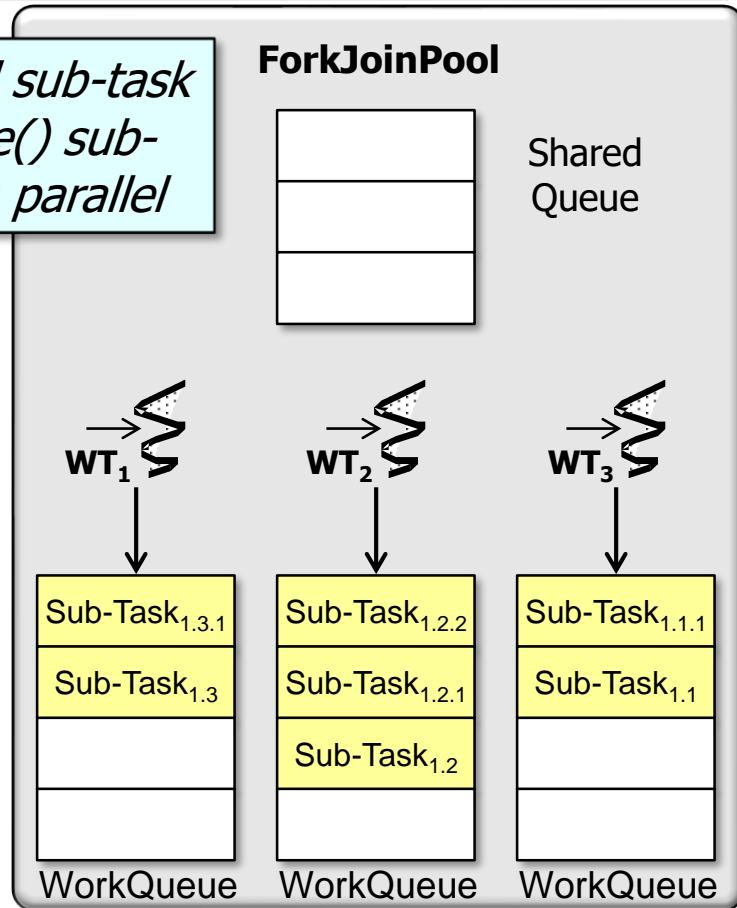 sub-task
e() sub-
parallel
ForkJoinPool
Shared
Queue
WT₁ WT₂ WT₃
Sub-Task₁.₃.₁ Sub-Task₁.₂.₂ Sub-Task₁.₁.₁
Sub-Task₁.₃ Sub-Task₁.₂.₁ Sub-Task₁.₁
Sub-Task₁.₂
WorkQueue WorkQueue WorkQueue